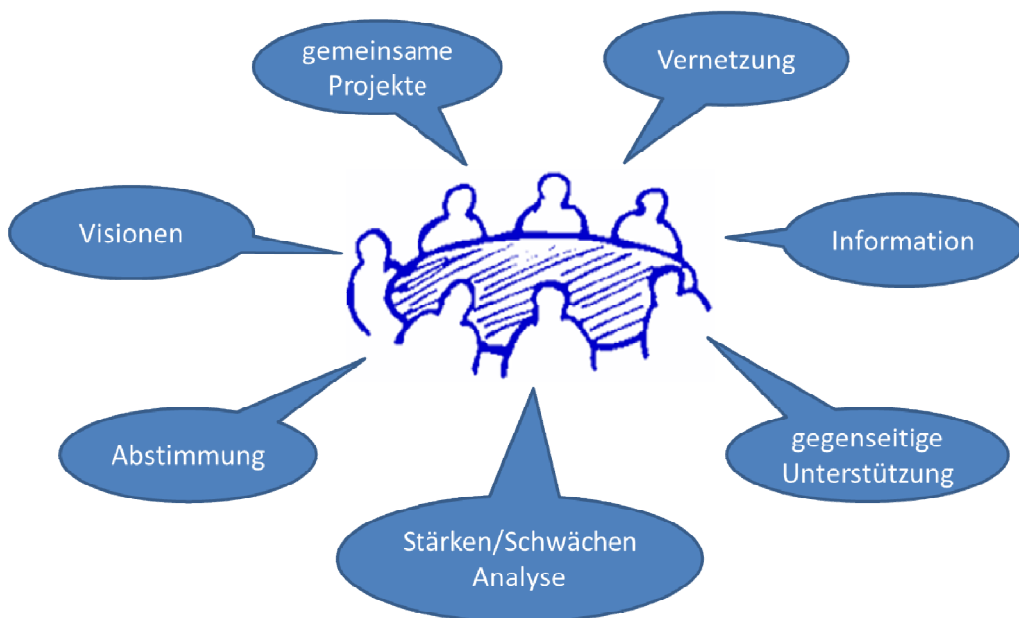 gemeinsame
Projekte
Vernetzung
Visionen
Information
Abstimmung
gegenseitige
Unterstützung
Stärken/Schwächen
Analyse